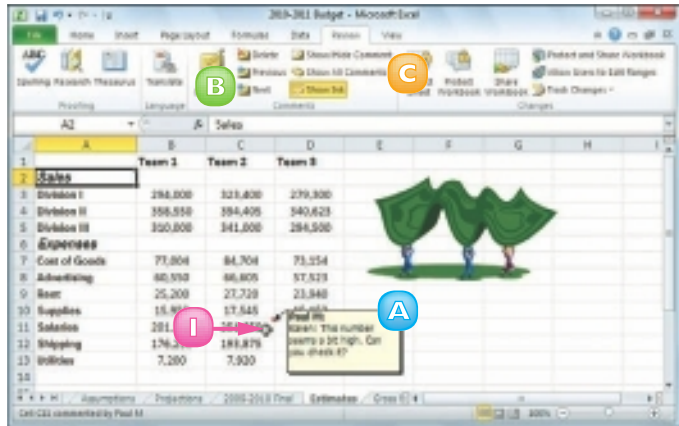 2010-2011 Budget - Microsoft Excel
File Home Insert Page Layout Formulas Data Review View
ABC Delete Show/Hide Comment Protect and Share Workbook
B Previous Show All Comments C Allow Users to Edit Ranges
Spelling Research Thesaurus Translate Next Show Ink Protect Workbook Share Workbook Track Changes
Proofing Language Comments Changes
A2 fx Sales
A B C D E F G H I
1 Team 1 Team 2 Team 3
2 Sales
3 Division I 294,000 323,400 279,300
4 Division II 358,550 394,405 340,623
5 Division III 310,000 341,000 294,500
6 Expenses
7 Cost of Goods 77,004 84,704 73,154
8 Advertising 60,550 66,605 57,523
9 Rent 25,200 27,720 23,940
10 Supplies 17,545
A
Paul M:
I
11 Salaries
Karen: This number
seems a bit high. Can
you check it?
12 Shipping 193,875
13 Utilities 7,200 7,920
14
Assumptions Projections 2009-2010 Final Estimates
Cell C11 commented by Paul M 100%